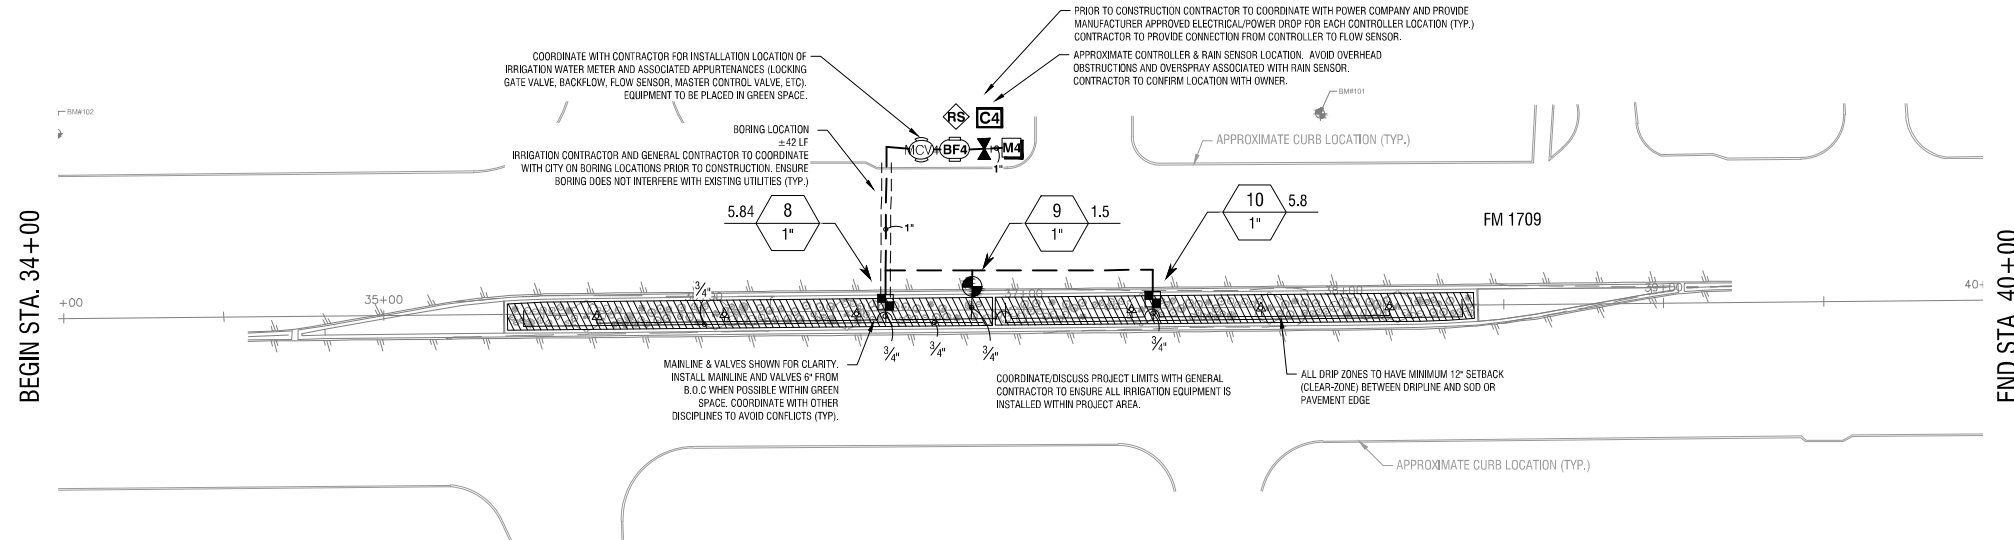 PRIOR TO CONSTRUCTION CONTRACTOR TO COORDINATE WITH POWER COMPANY AND PROVIDE
MANUFACTURER APPROVED ELECTRICAL/POWER DROP FOR EACH CONTROLLER LOCATION (TYP.)
CONTRACTOR TO PROVIDE CONNECTION FROM CONTROLLER TO FLOW SENSOR.
COORDINATE WITH CONTRACTOR FOR INSTALLATION LOCATION OF
IRRIGATION WATER METER AND ASSOCIATED APPURTENANCES (LOCKING
GATE VALVE, BACKFLOW, FLOW SENSOR, MASTER CONTROL VALVE, ETC).
EQUIPMENT TO BE PLACED IN GREEN SPACE.
APPROXIMATE CONTROLLER & RAIN SENSOR LOCATION. AVOID OVERHEAD
OBSTRUCTIONS AND OVERSPRAY ASSOCIATED WITH RAIN SENSOR.
CONTRACTOR TO CONFIRM LOCATION WITH OWNER.
BM#102
BM#101
RS
C4
BORING LOCATION
±42 LF
IRRIGATION CONTRACTOR AND GENERAL CONTRACTOR TO COORDINATE
WITH CITY ON BORING LOCATIONS PRIOR TO CONSTRUCTION. ENSURE
BORING DOES NOT INTERFERE WITH EXISTING UTILITIES (TYP.)
MCV
BF4
M4
1"
APPROXIMATE CURB LOCATION (TYP.)
5.84
8
1"
1"
9
1"
1.5
10
1"
5.8
FM 1709
BEGIN STA. 34+00
END STA. 40+00
+00
35+00
3/4"
37+00
38+00
39+00
40+
3/4"
3/4"
3/4"
3/4"
MAINLINE & VALVES SHOWN FOR CLARITY.
INSTALL MAINLINE AND VALVES 6" FROM
B.O.C WHEN POSSIBLE WITHIN GREEN
SPACE. COORDINATE WITH OTHER
DISCIPLINES TO AVOID CONFLICTS (TYP).
COORDINATE/DISCUSS PROJECT LIMITS WITH GENERAL
CONTRACTOR TO ENSURE ALL IRRIGATION EQUIPMENT IS
INSTALLED WITHIN PROJECT AREA.
ALL DRIP ZONES TO HAVE MINIMUM 12" SETBACK
(CLEAR-ZONE) BETWEEN DRIPLINE AND SOD OR
PAVEMENT EDGE
APPROXIMATE CURB LOCATION (TYP.)